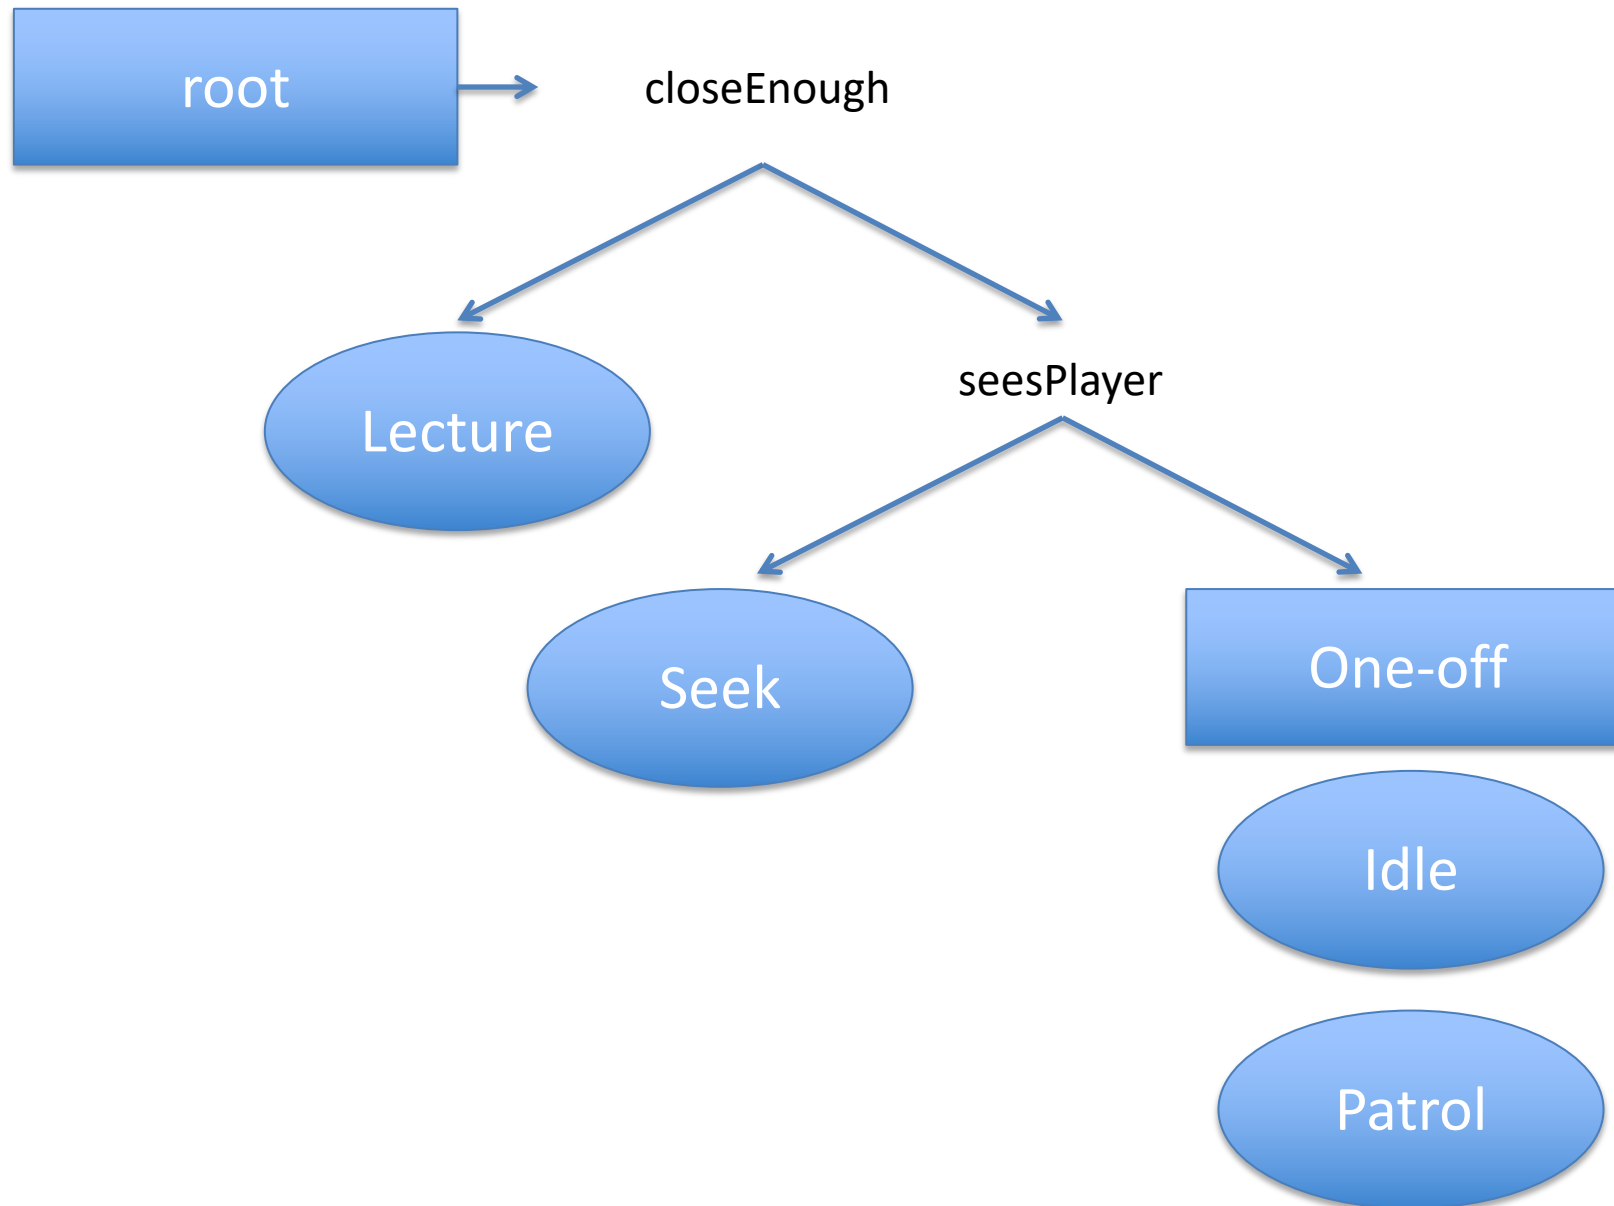 root
closeEnough
Lecture
seesPlayer
Seek
One-off
Idle
Patrol